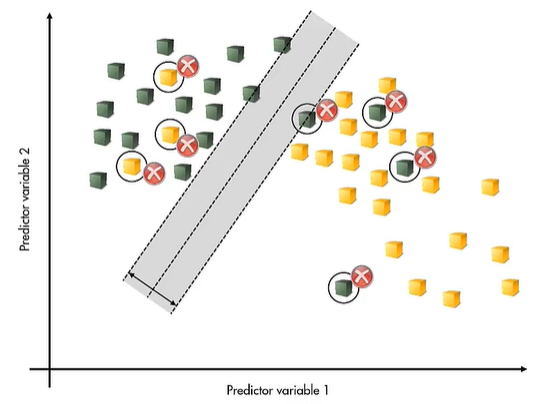 Predictor variable 2
Predictor variable 1